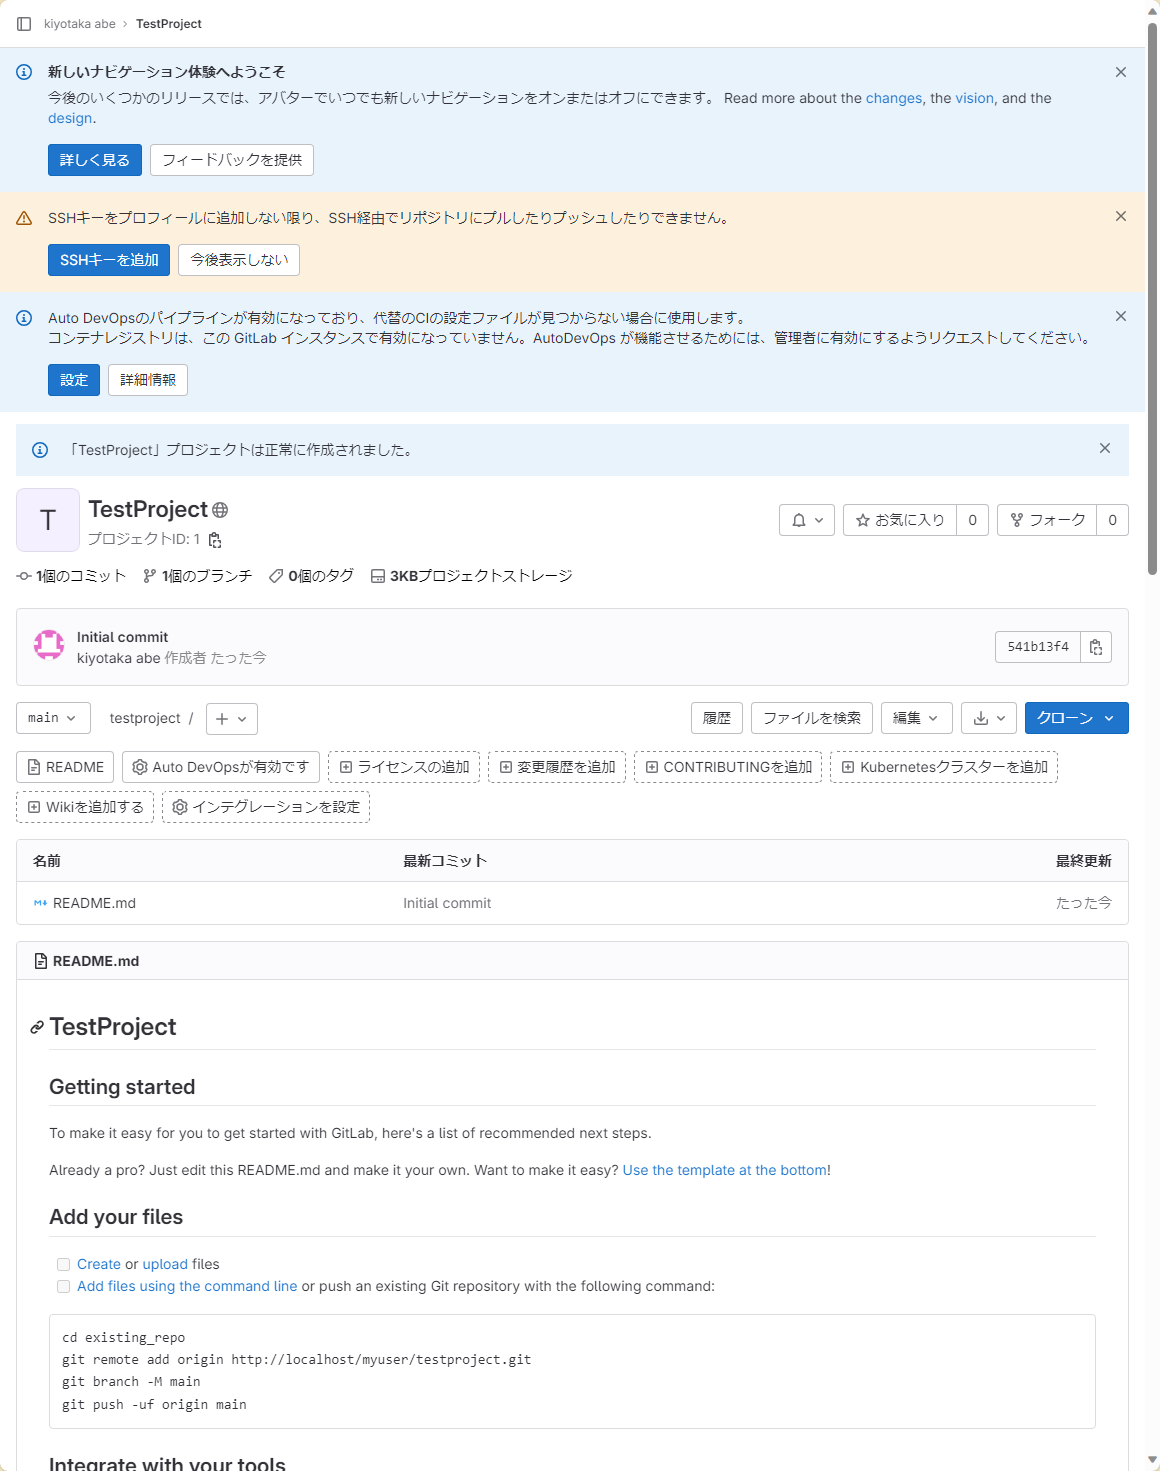 kiyotaka abe › TestProject
新しいナビゲーション体験へようこそ
今後のいくつかのリリースでは、アバターでいつでも新しいナビゲーションをオンまたはオフにできます。 Read more about the changes, the vision, and the
design.
詳しく見る フィードバックを提供
SSHキーをプロフィールに追加しない限り、SSH経由でリポジトリにプルしたりプッシュしたりできません。
SSHキーを追加 今後表示しない
Auto DevOpsのパイプラインが有効になっており、代替のCIの設定ファイルが見つからない場合に使用します。
コンテナレジストリは、この GitLab インスタンスで有効になっていません。AutoDevOps が機能させるためには、管理者に有効にするようリクエストしてください。
設定 詳細情報
「TestProject」プロジェクトは正常に作成されました。
T
TestProject
プロジェクトID: 1
お気に入り 0 フォーク 0
1個のコミット 1個のブランチ 0個のタグ 3KBプロジェクトストレージ
Initial commit
kiyotaka abe 作成者 たった今
541b13f4
main testproject / + 履歴 ファイルを検索 編集 クローン
README Auto DevOpsが有効です ライセンスの追加 変更履歴を追加 CONTRIBUTINGを追加 Kubernetesクラスターを追加
Wikiを追加する インテグレーションを設定
名前 最新コミット 最終更新
README.md Initial commit たった今
README.md
TestProject
Getting started
To make it easy for you to get started with GitLab, here's a list of recommended next steps.
Already a pro? Just edit this README.md and make it your own. Want to make it easy? Use the template at the bottom!
Add your files
Create or upload files
Add files using the command line or push an existing Git repository with the following command:
cd existing_repo
git remote add origin http://localhost/myuser/testproject.git
git branch -M main
git push -uf origin main
Integrate with your tools